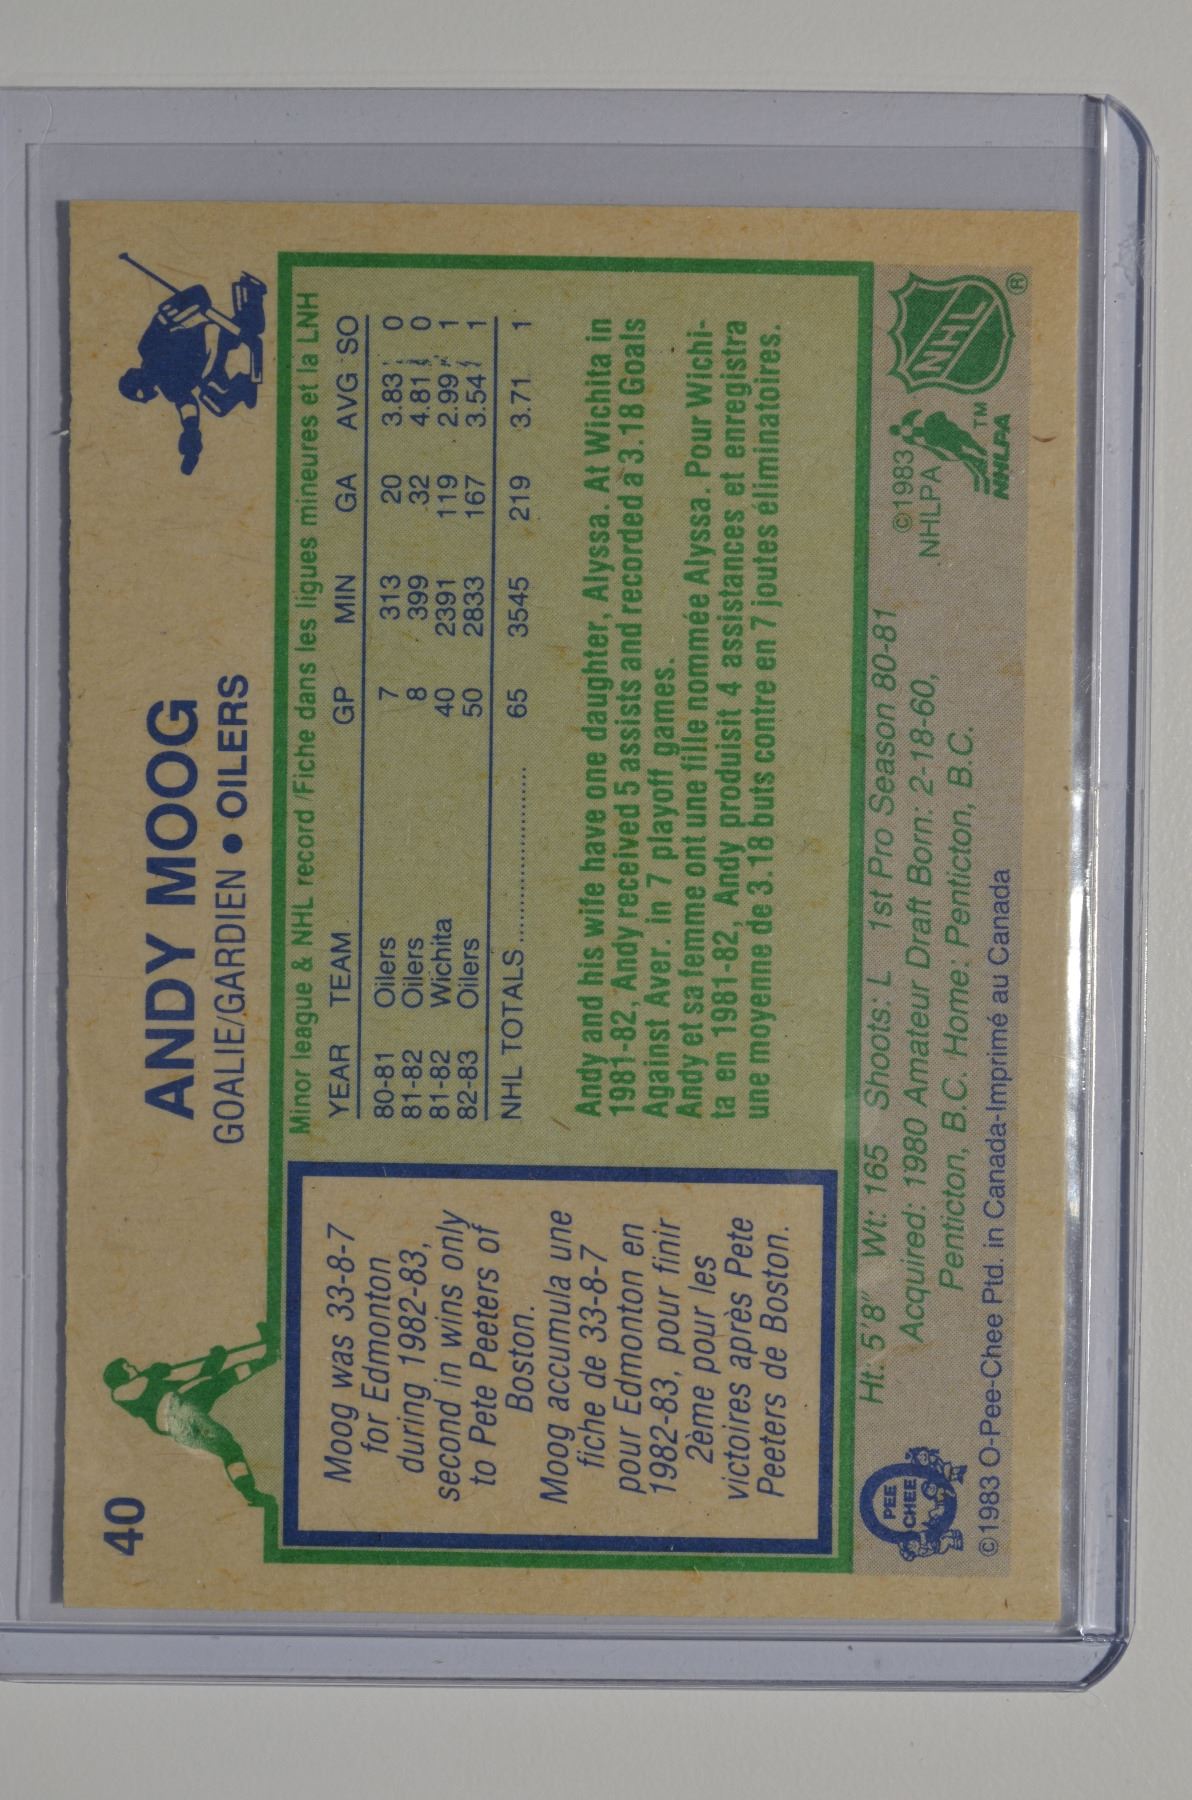 40
ANDY MOOG
GOALIE/GARDIEN • OILERS
Moog was 33-8-7
for Edmonton
during 1982-83,
second in wins only
to Pete Peeters of
Boston.
Moog accumula une
fiche de 33-8-7
pour Edmonton en
1982-83, pour finir
2ème pour les
victoires après Pete
Peeters de Boston.
Minor league & NHL record /Fiche dans les ligues mineures et la LNH
YEAR TEAM GP MIN GA AVG SO
80-81 Oilers 7 313 20 3.83 0
81-82 Oilers 8 399 32 4.81 0
81-82 Wichita 40 2391 119 2.99 1
82-83 Oilers 50 2833 167 3.54 1
NHL TOTALS .................... 65 3545 219 3.71 1
Andy and his wife have one daughter, Alyssa. At Wichita in
1981-82, Andy received 5 assists and recorded a 3.18 Goals
Against Aver. in 7 playoff games.
Andy et sa femme ont une fille nommée Alyssa. Pour Wichi-
ta en 1981-82, Andy produisit 4 assistances et enregistra
une moyenne de 3.18 buts contre en 7 joutes éliminatoires.
Ht: 5'8" Wt: 165 Shoots: L 1st Pro Season 80-81
Acquired: 1980 Amateur Draft Born: 2-18-60,
Penticton, B.C. Home: Penticton, B.C.
©1983 O-Pee-Chee Ptd. in Canada-Imprimé au Canada
PEE
CHEE
©1983
NHLPA
NHLPA
TM
NHL
®